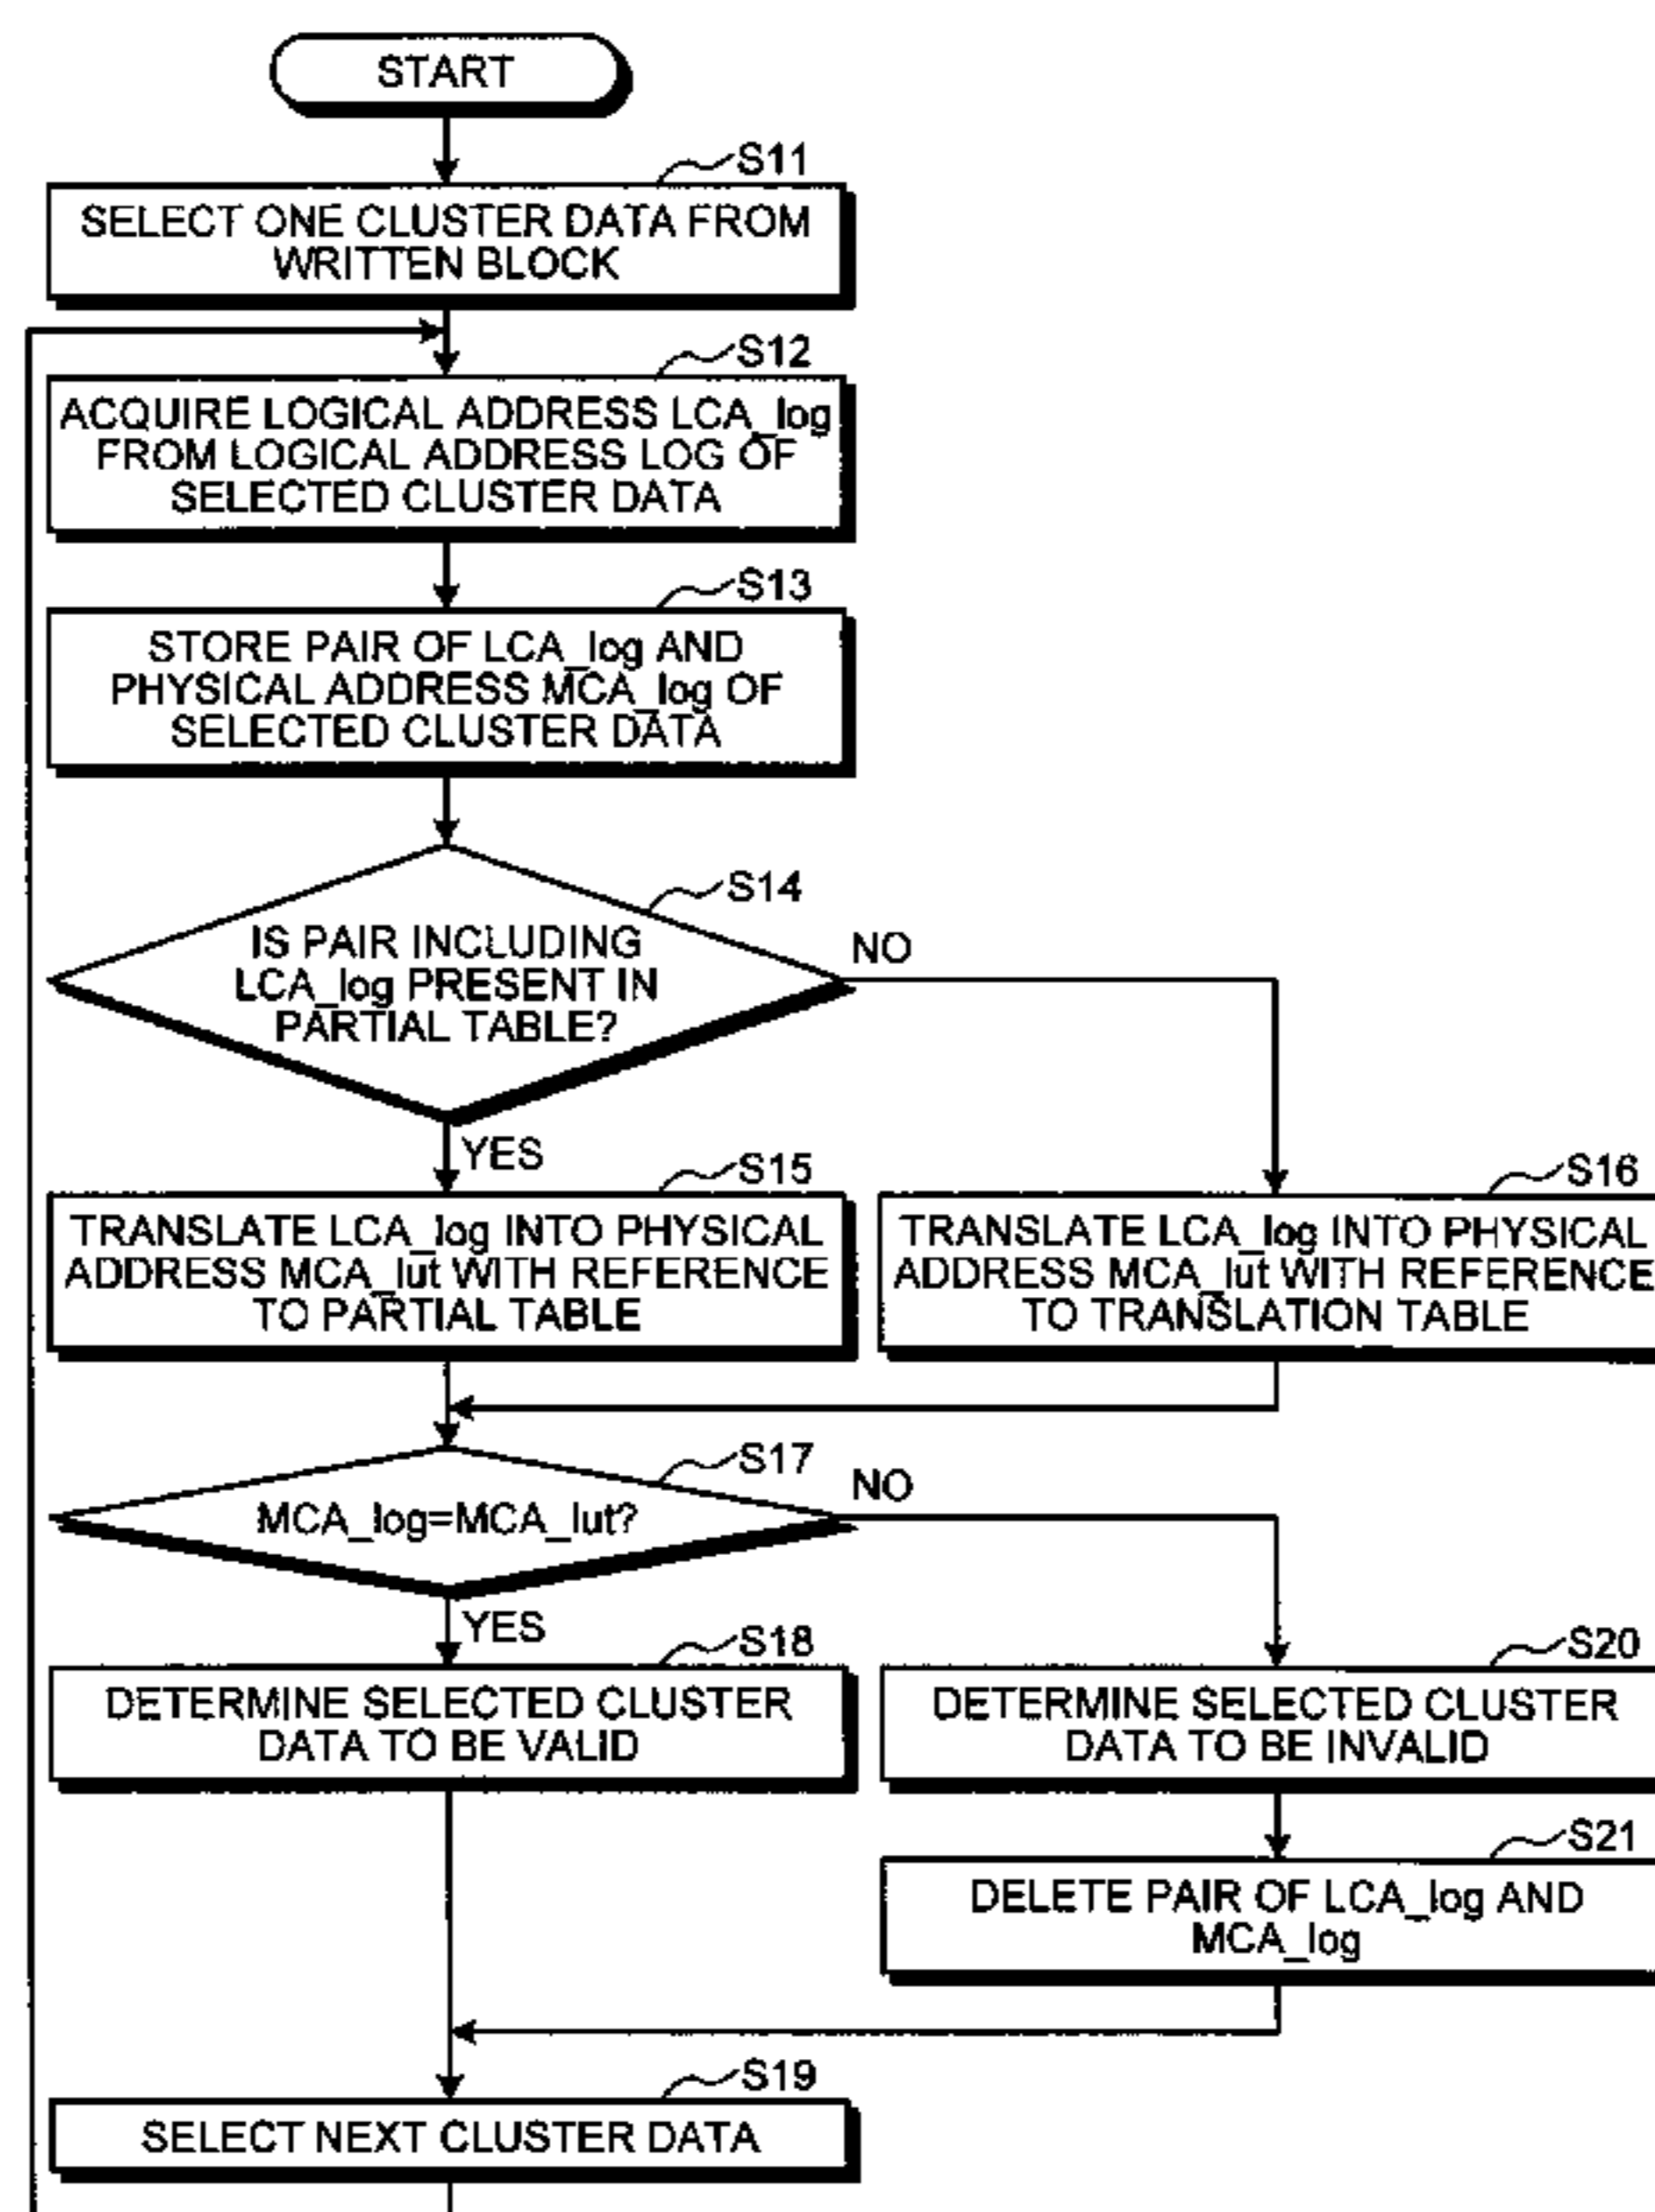 START
S11
SELECT ONE CLUSTER DATA FROM
WRITTEN BLOCK
S12
ACQUIRE LOGICAL ADDRESS LCA_log
FROM LOGICAL ADDRESS LOG OF
SELECTED CLUSTER DATA
S13
STORE PAIR OF LCA_log AND
PHYSICAL ADDRESS MCA_log OF
SELECTED CLUSTER DATA
S14
IS PAIR INCLUDING
LCA_log PRESENT IN
PARTIAL TABLE?
NO
YES
S15
TRANSLATE LCA_log INTO PHYSICAL
ADDRESS MCA_lut WITH REFERENCE
TO PARTIAL TABLE
S16
TRANSLATE LCA_log INTO PHYSICAL
ADDRESS MCA_lut WITH REFERENCE
TO TRANSLATION TABLE
S17
MCA_log=MCA_lut?
NO
YES
S18
DETERMINE SELECTED CLUSTER
DATA TO BE VALID
S20
DETERMINE SELECTED CLUSTER
DATA TO BE INVALID
S21
DELETE PAIR OF LCA_log AND
MCA_log
S19
SELECT NEXT CLUSTER DATA